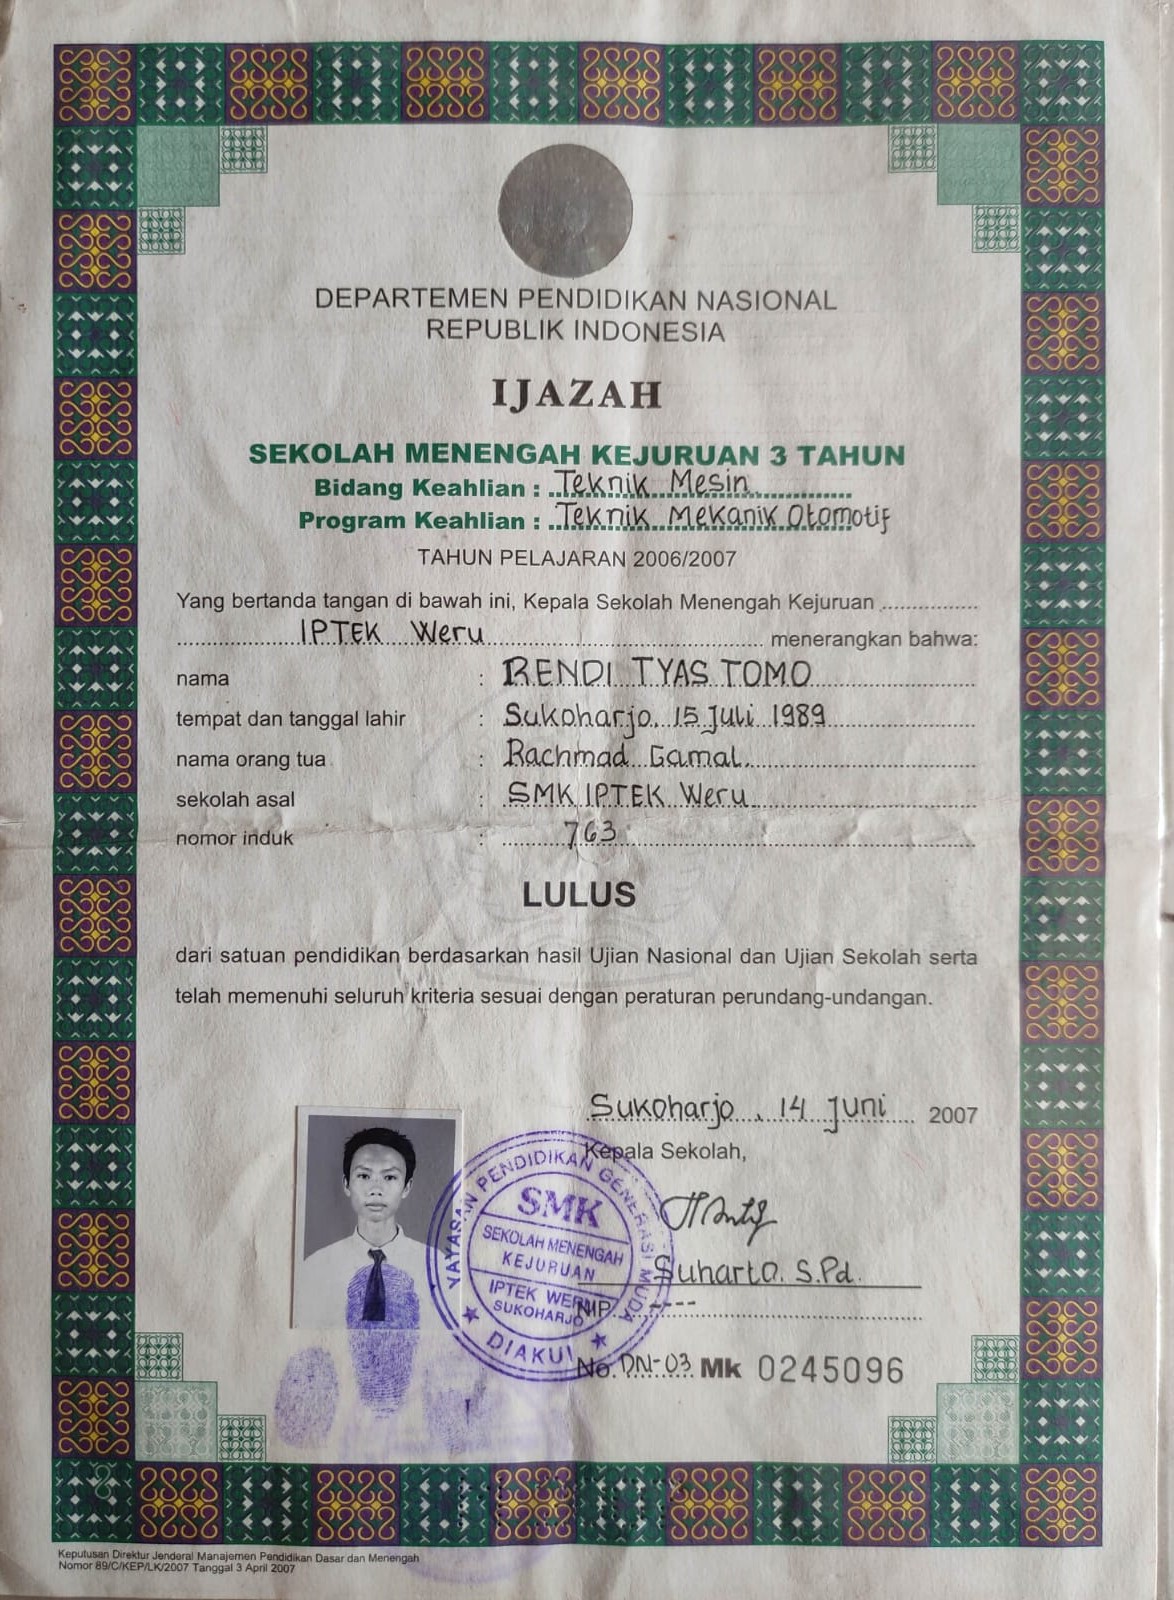 DEPARTEMEN PENDIDIKAN NASIONAL
REPUBLIK INDONESIA
IJAZAH
SEKOLAH MENENGAH KEJURUAN 3 TAHUN
Bidang Keahlian : Teknik Mesin
Program Keahlian : Teknik Mekanik Otomotif
TAHUN PELAJARAN 2006/2007
Yang bertanda tangan di bawah ini, Kepala Sekolah Menengah Kejuruan
IPTEK Weru menerangkan bahwa:
nama : RENDI TYAS TOMO
tempat dan tanggal lahir : Sukoharjo, 15 Juli 1989
nama orang tua : Rachmad Gamal
sekolah asal : SMK IPTEK Weru
nomor induk : 763
LULUS
dari satuan pendidikan berdasarkan hasil Ujian Nasional dan Ujian Sekolah serta
telah memenuhi seluruh kriteria sesuai dengan peraturan perundang-undangan.
Sukoharjo, 14 Juni 2007
Kepala Sekolah,
YAYASAN PENDIDIKAN GENERASI MUDA
SMK
SEKOLAH MENENGAH
KEJURUAN
IPTEK WERU
SUKOHARJO
DIAKUI
Suharto. S.Pd.
NIP. ----
No. DN-03 Mk 0245096
Keputusan Direktur Jenderal Manajemen Pendidikan Dasar dan Menengah
Nomor 89/C/KEP/LK/2007 Tanggal 3 April 2007